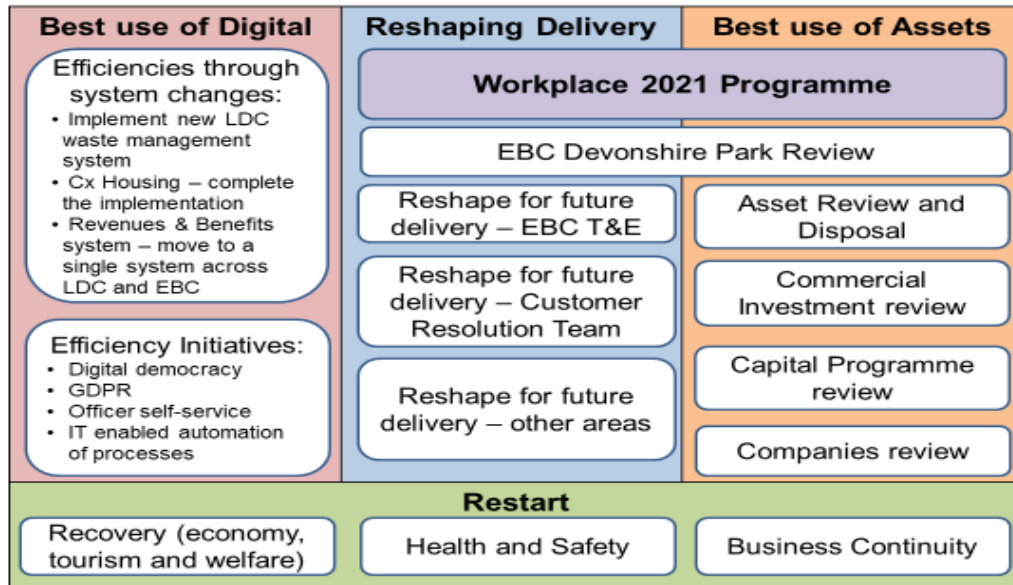 Best use of Digital
Efficiencies through
system changes:
• Implement new LDC
waste management
system
• Cx Housing – complete
the implementation
• Revenues & Benefits
system – move to a
single system across
LDC and EBC
Efficiency Initiatives:
• Digital democracy
• GDPR
• Officer self-service
• IT enabled automation
of processes
Reshaping Delivery
Best use of Assets
Workplace 2021 Programme
EBC Devonshire Park Review
Reshape for future
delivery – EBC T&E
Reshape for future
delivery – Customer
Resolution Team
Reshape for future
delivery – other areas
Asset Review and
Disposal
Commercial
Investment review
Capital Programme
review
Companies review
Restart
Recovery (economy,
tourism and welfare)
Health and Safety
Business Continuity